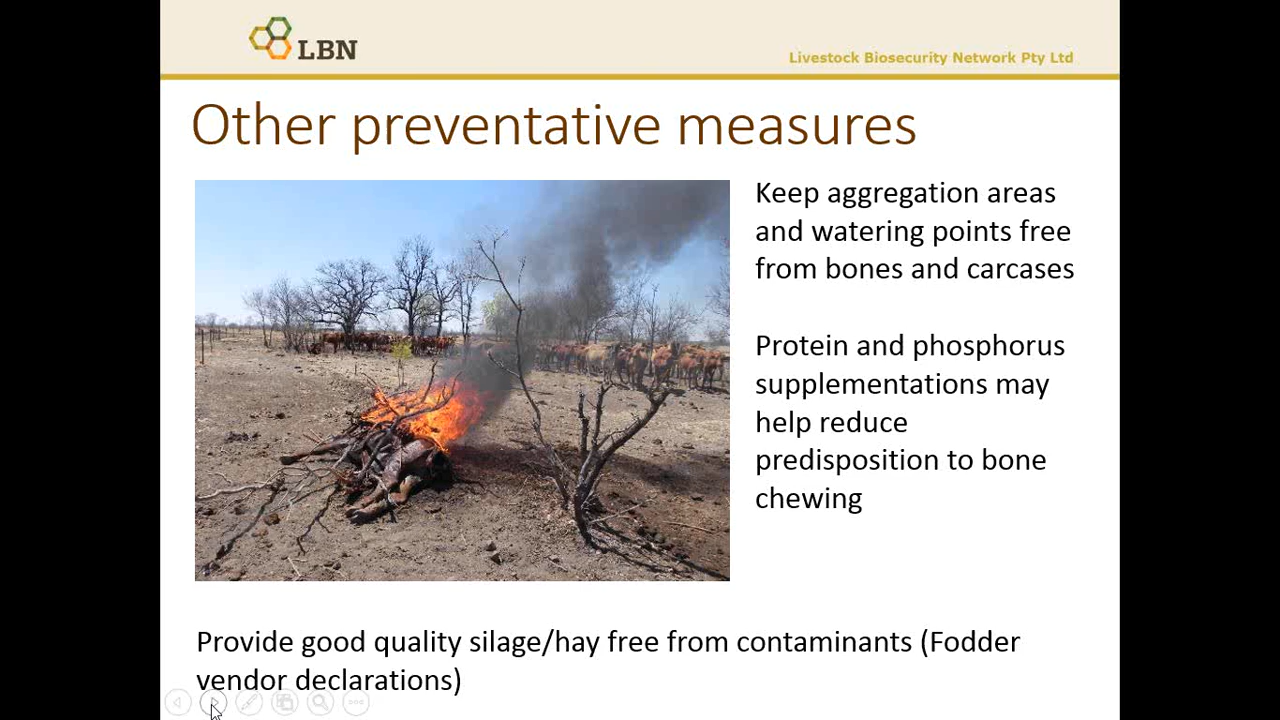 LBN
Livestock Biosecurity Network Pty Ltd
Other preventative measures
Keep aggregation areas
and watering points free
from bones and carcases
Protein and phosphorus
supplementations may
help reduce
predisposition to bone
chewing
Provide good quality silage/hay free from contaminants (Fodder
vendor declarations)